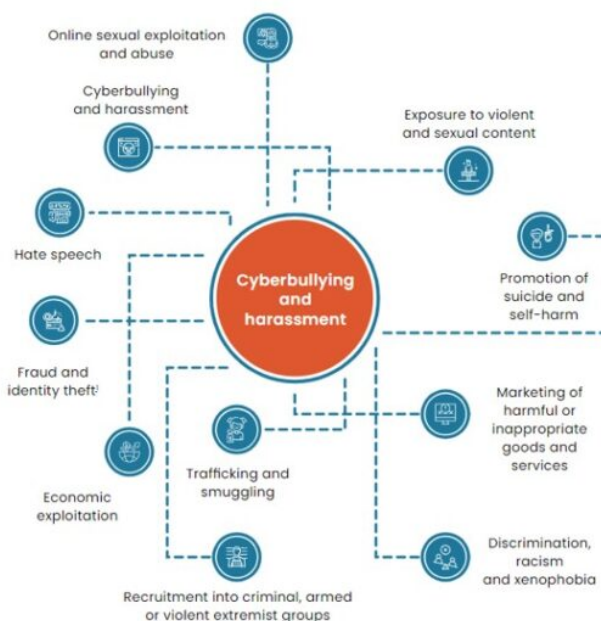 Online sexual exploitation
and abuse
Cyberbullying
and harassment
Exposure to violent
and sexual content
Hate speech
Cyberbullying
and
harassment
Promotion of
suicide and
self-harm
Fraud and
identity theft
Marketing of
harmful or
inappropriate
goods and
services
Trafficking and
smuggling
Economic
exploitation
Discrimination,
racism
and xenophobia
Recruitment into criminal, armed
or violent extremist groups